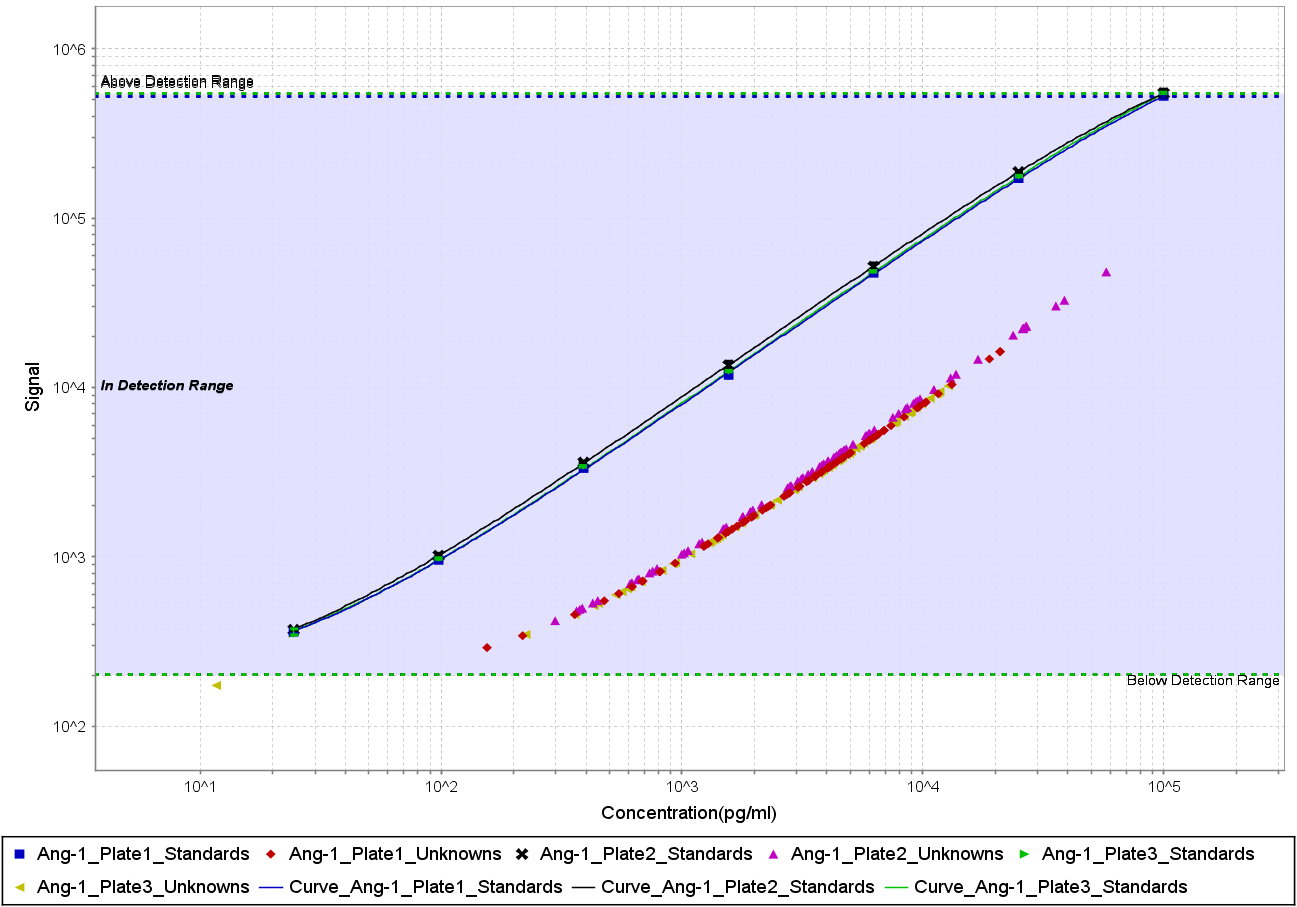 10^6
Above Detection Range
10^5
Signal
In Detection Range
10^4
10^3
Below Detection Range
10^2
10^1 10^2 10^3 10^4 10^5
Concentration(pg/ml)
Ang-1_Plate1_Standards Ang-1_Plate1_Unknowns Ang-1_Plate2_Standards Ang-1_Plate2_Unknowns Ang-1_Plate3_Standards
Ang-1_Plate3_Unknowns Curve_Ang-1_Plate1_Standards Curve_Ang-1_Plate2_Standards Curve_Ang-1_Plate3_Standards